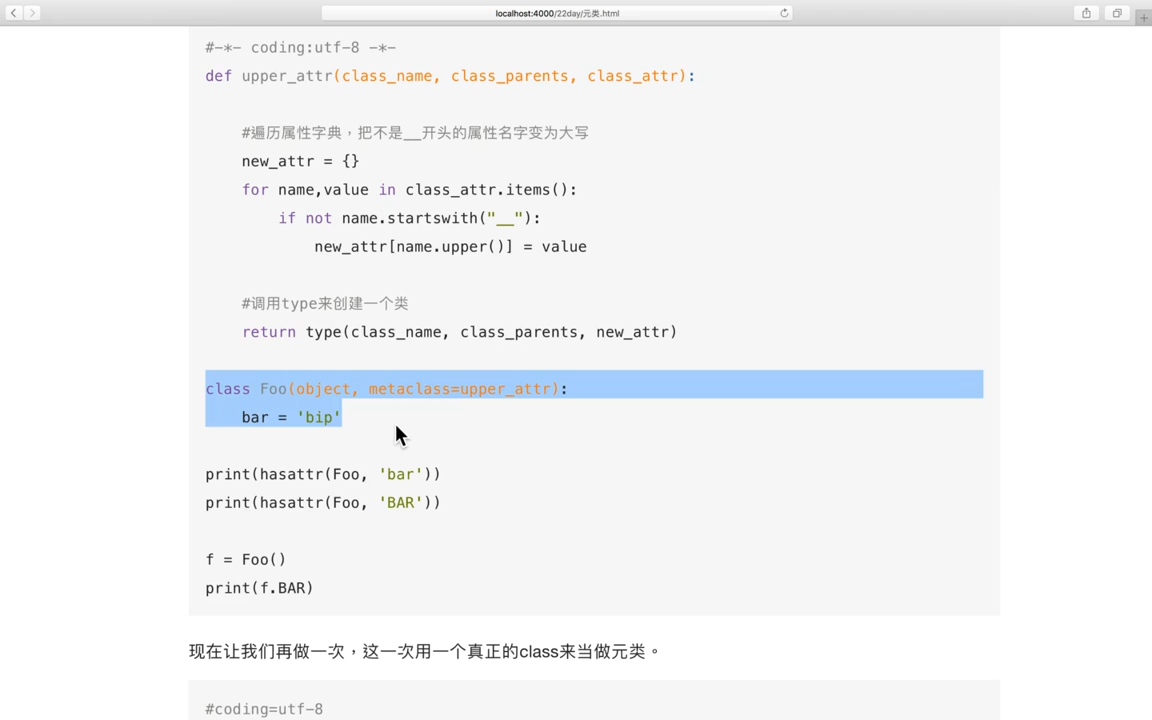 localhost:4000/22day/元类.html
#-*- coding:utf-8 -*-
def upper_attr(class_name, class_parents, class_attr):
#遍历属性字典，把不是__开头的属性名字变为大写
new_attr = {}
for name,value in class_attr.items():
if not name.startswith("__"):
new_attr[name.upper()] = value
#调用type来创建一个类
return type(class_name, class_parents, new_attr)
class Foo(object, metaclass=upper_attr):
bar = 'bip'
print(hasattr(Foo, 'bar'))
print(hasattr(Foo, 'BAR'))
f = Foo()
print(f.BAR)
现在让我们再做一次，这一次用一个真正的class来当做元类。
#coding=utf-8